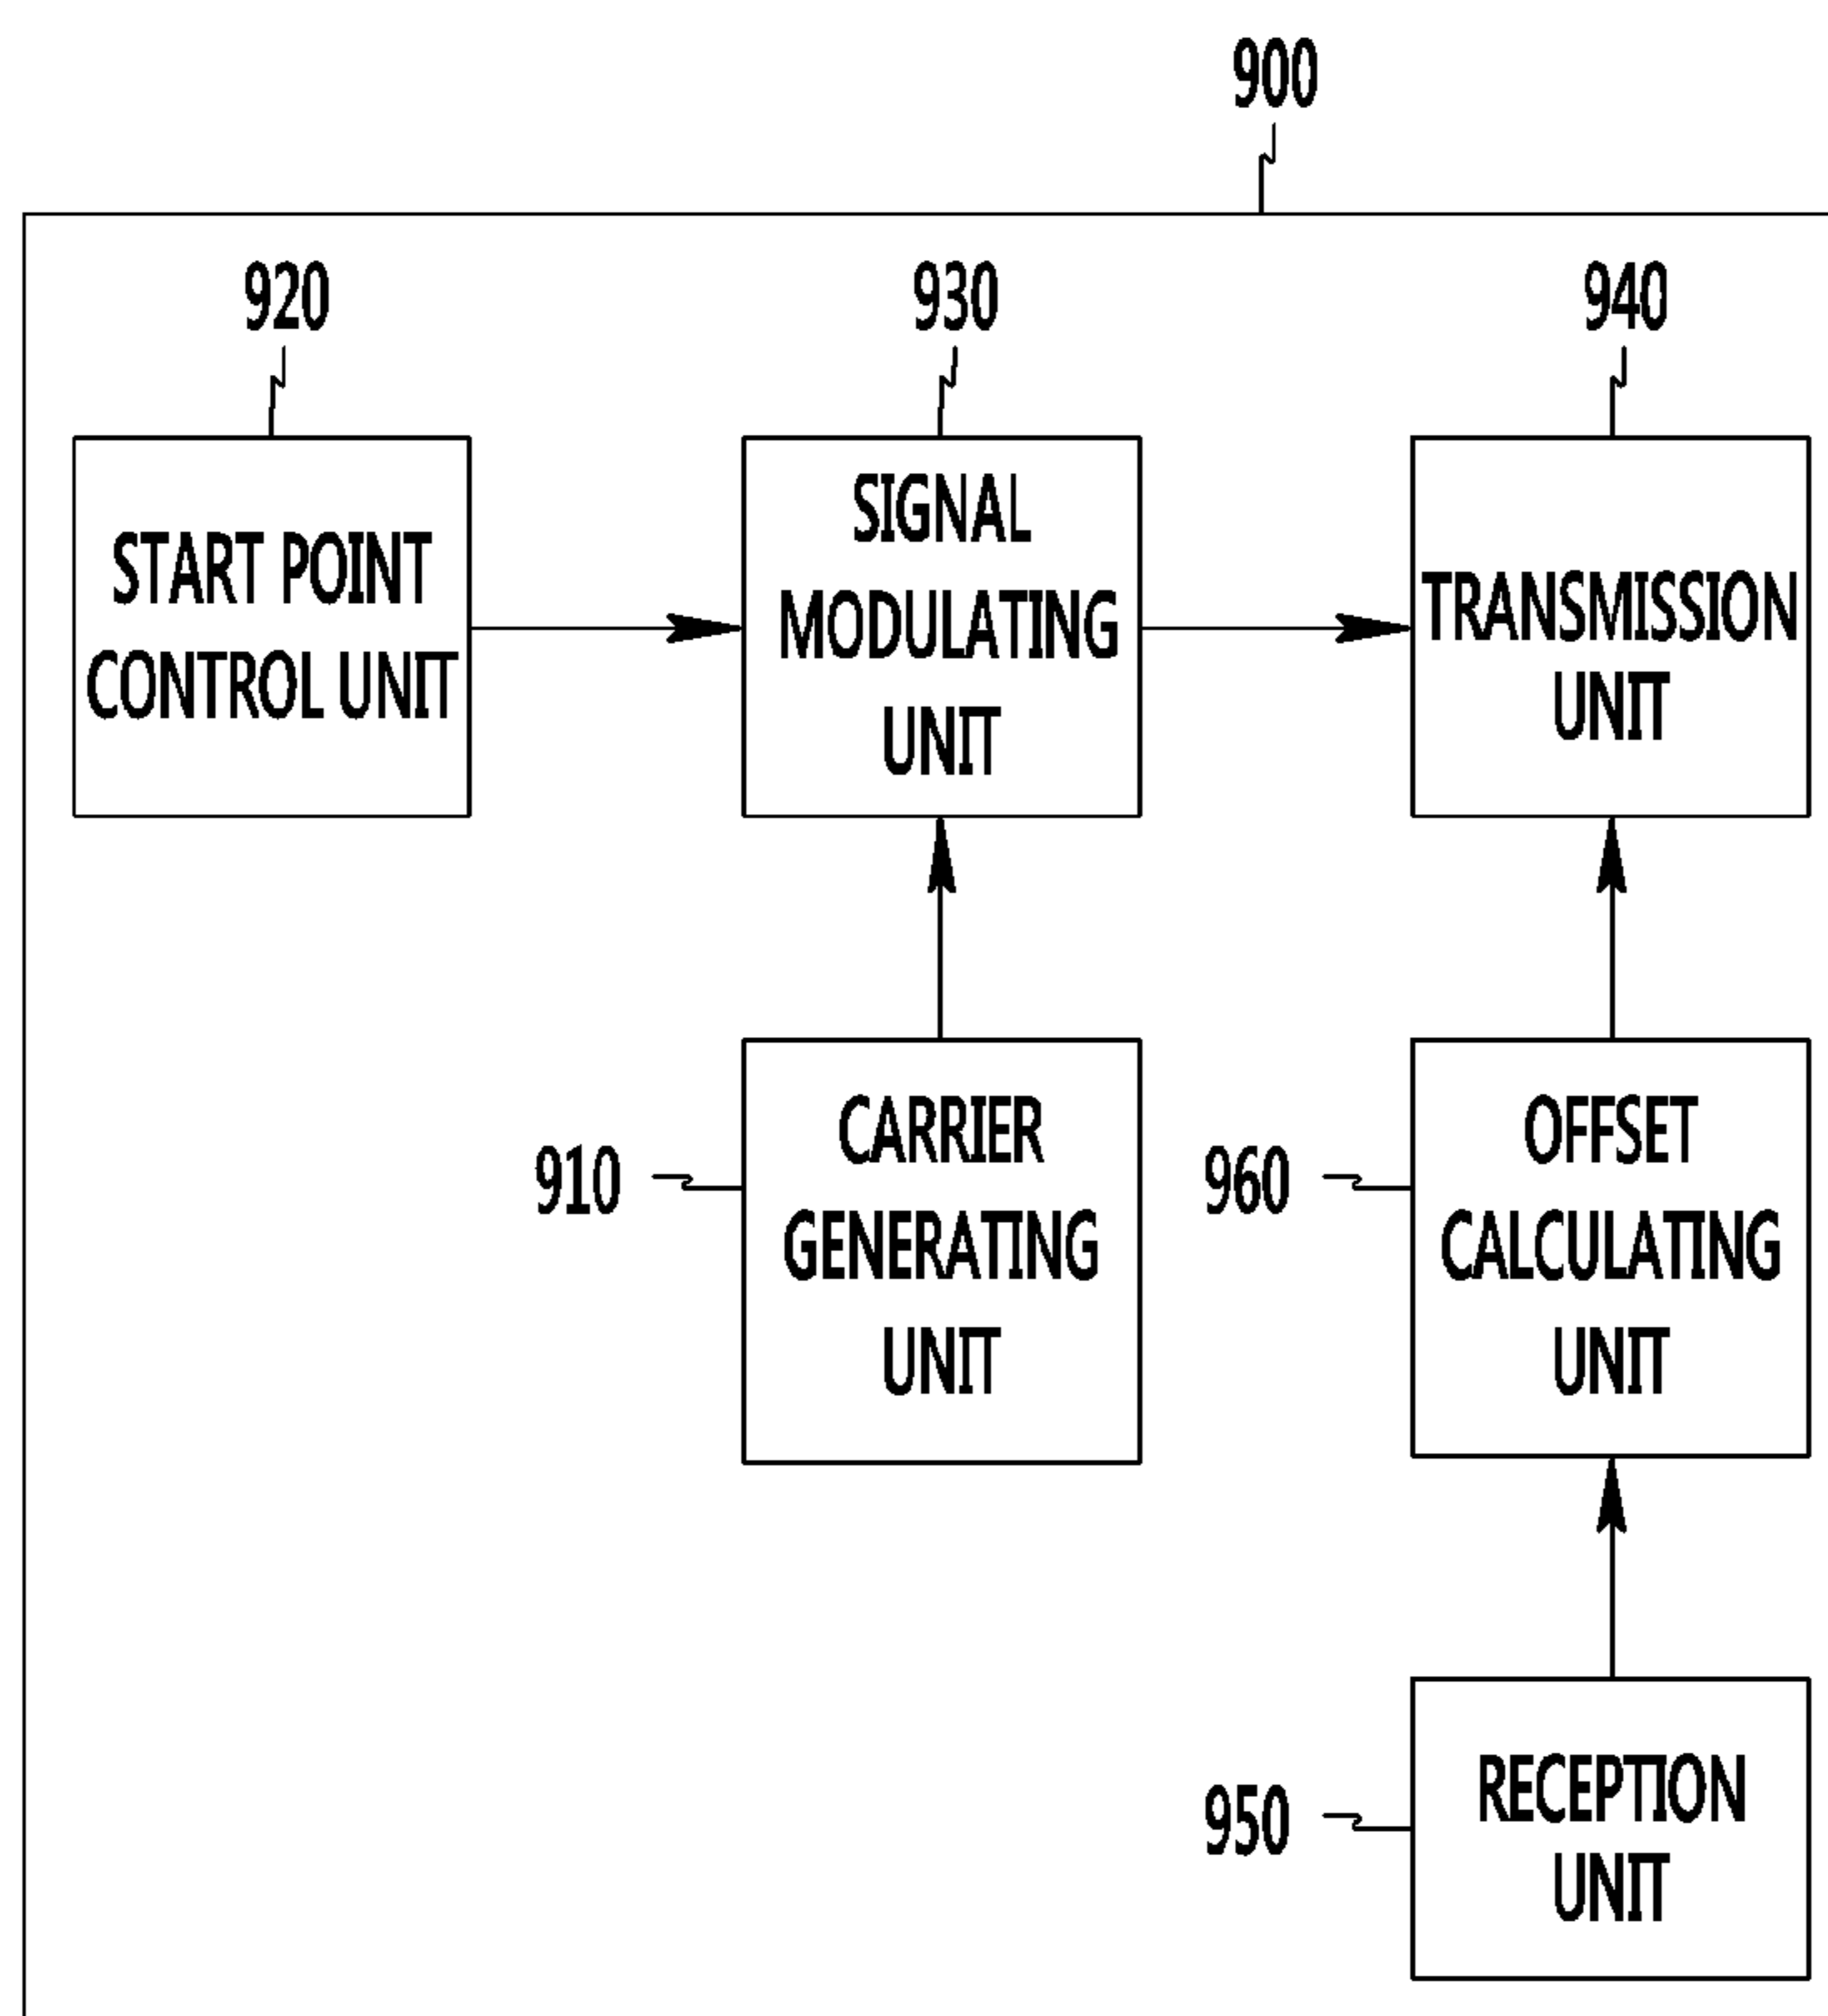 900
920
930
940
START POINT
CONTROL UNIT
SIGNAL
MODULATING
UNIT
TRANSMISSION
UNIT
910
CARRIER
GENERATING
UNIT
960
OFFSET
CALCULATING
UNIT
950
RECEPTION
UNIT